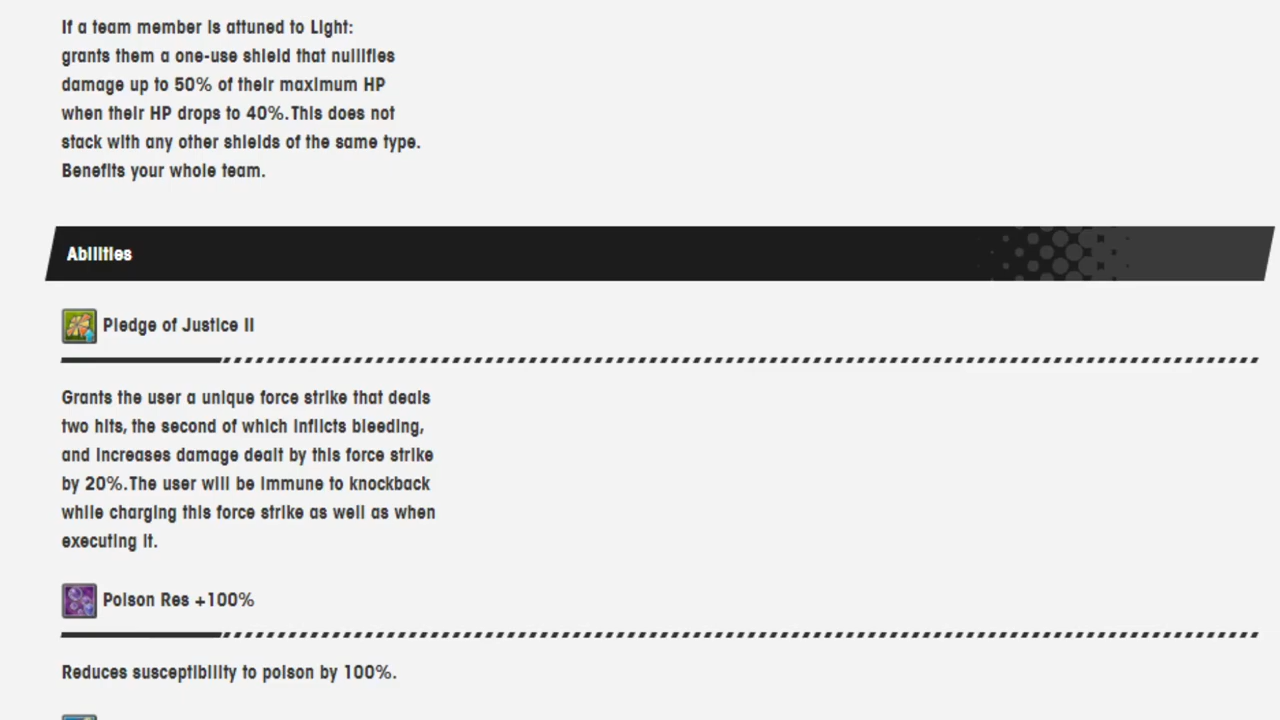 If a team member is attuned to Light:
grants them a one-use shield that nullifies
damage up to 50% of their maximum HP
when their HP drops to 40%.This does not
stack with any other shields of the same type.
Benefits your whole team.
Abilities
Pledge of Justice II
Grants the user a unique force strike that deals
two hits, the second of which inflicts bleeding,
and increases damage dealt by this force strike
by 20%.The user will be immune to knockback
while charging this force strike as well as when
executing it.
Poison Res +100%
Reduces susceptibility to poison by 100%.